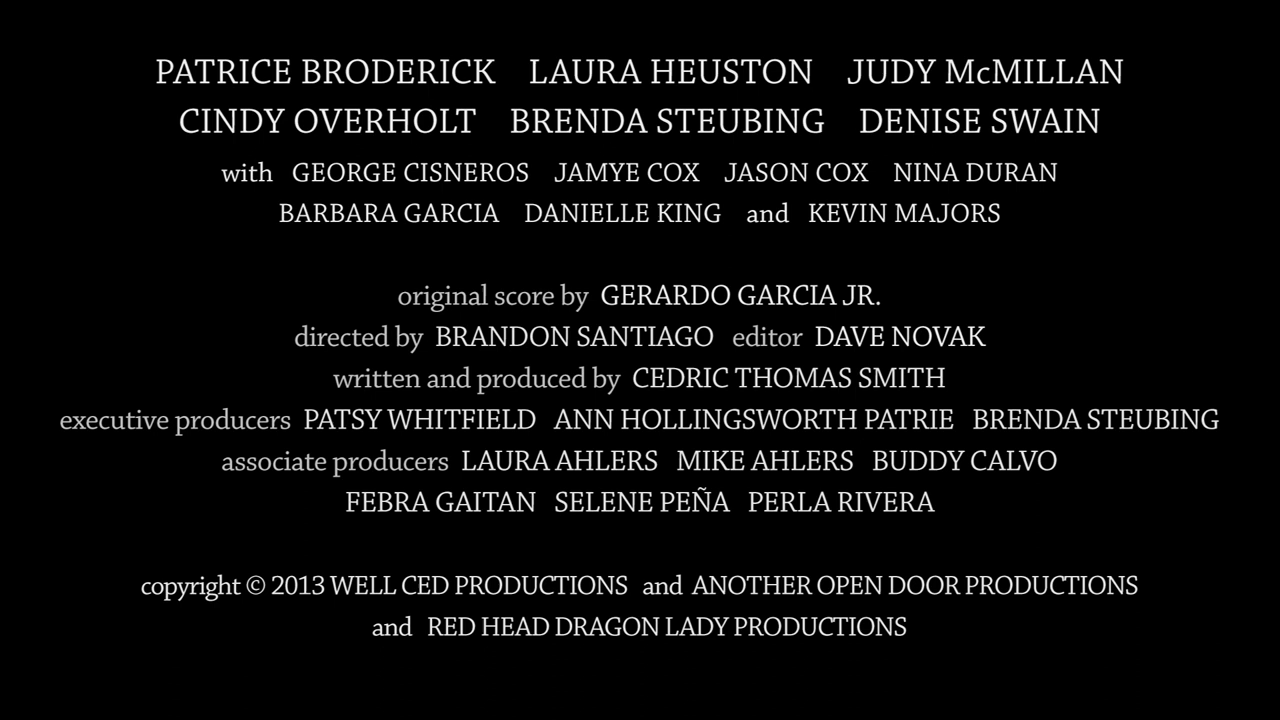 PATRICE BRODERICK LAURA HEUSTON JUDY McMILLAN
CINDY OVERHOLT BRENDA STEUBING DENISE SWAIN
with GEORGE CISNEROS JAMYE COX JASON COX NINA DURAN
BARBARA GARCIA DANIELLE KING and KEVIN MAJORS
original score by GERARDO GARCIA JR.
directed by BRANDON SANTIAGO editor DAVE NOVAK
written and produced by CEDRIC THOMAS SMITH
executive producers PATSY WHITFIELD ANN HOLLINGSWORTH PATRIE BRENDA STEUBING
associate producers LAURA AHLERS MIKE AHLERS BUDDY CALVO
FEBRA GAITAN SELENE PEÑA PERLA RIVERA
copyright © 2013 WELL CED PRODUCTIONS and ANOTHER OPEN DOOR PRODUCTIONS
and RED HEAD DRAGON LADY PRODUCTIONS